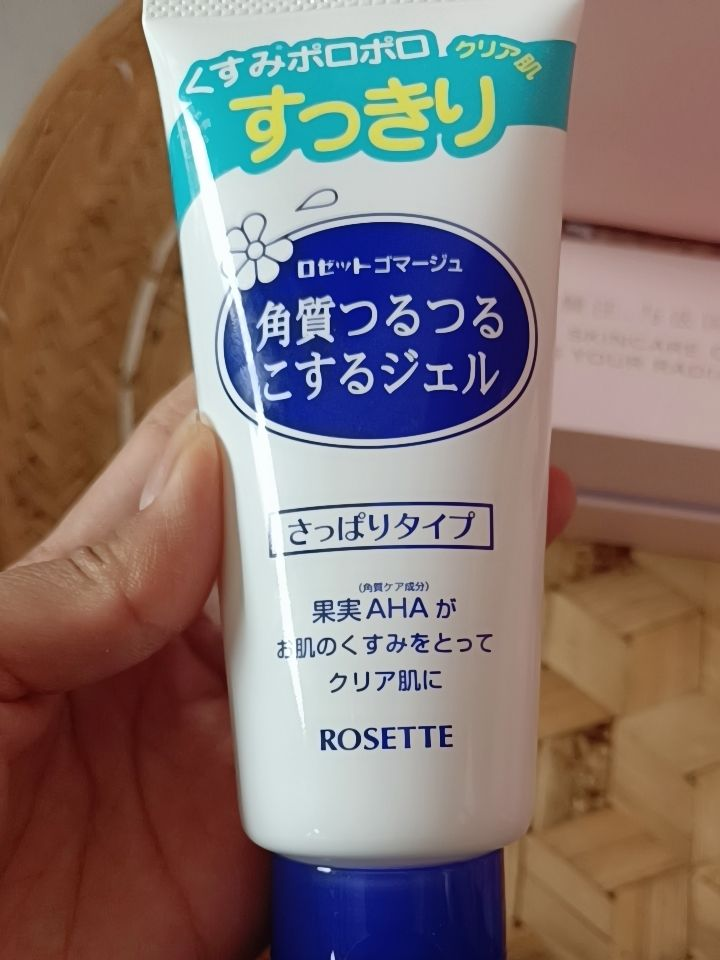 くすみポロポロ
クリア肌
すっきり
ロゼットゴマージュ
角質つるつる
こするジェル
さっぱりタイプ
(角質ケア成分)
果実AHAが
お肌のくすみをとって
クリア肌に
ROSETTE
SKINCARE
YOUR